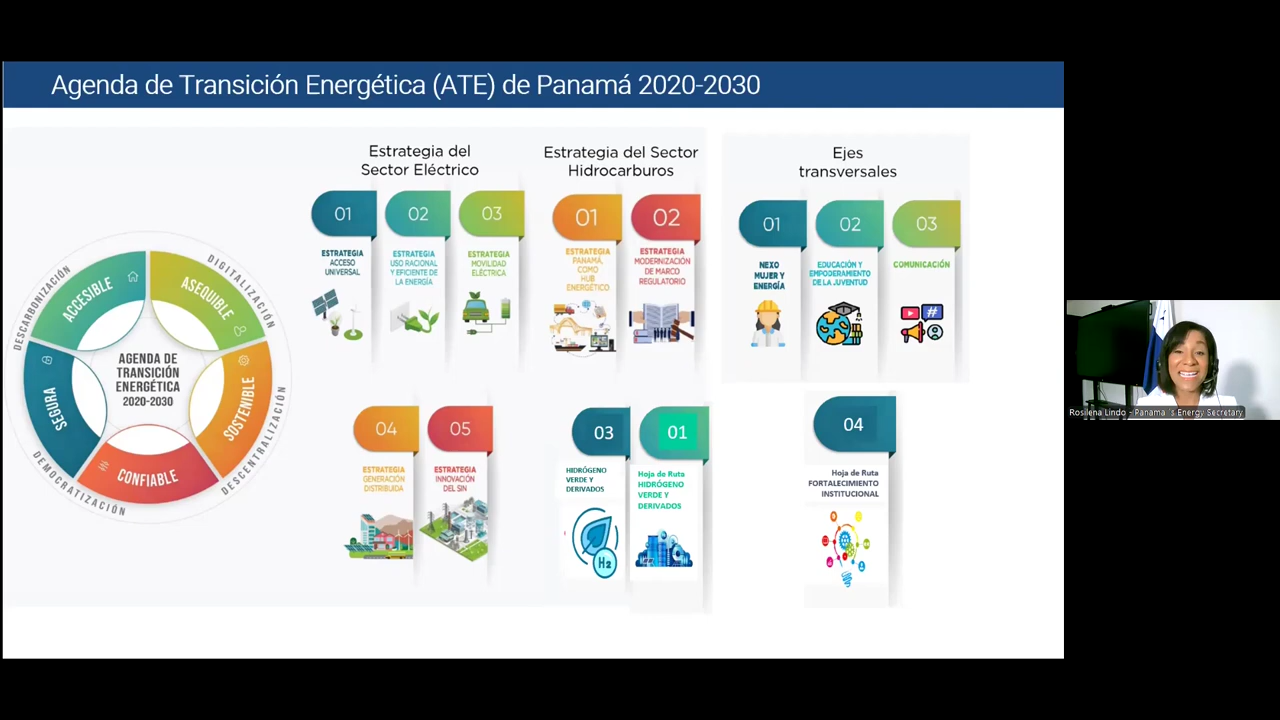 Agenda de Transición Energética (ATE) de Panamá 2020-2030
DESCARBONIZACIÓN
DIGITALIZACIÓN
DESCENTRALIZACIÓN
DEMOCRATIZACIÓN
ACCESIBLE
ASEQUIBLE
SOSTENIBLE
CONFIABLE
SEGURA
AGENDA DE
TRANSICIÓN
ENERGÉTICA
2020-2030
Estrategia del
Sector Eléctrico
01
ESTRATEGIA
ACCESO
UNIVERSAL
02
ESTRATEGIA
USO RACIONAL
Y EFICIENTE DE
LA ENERGÍA
03
ESTRATEGIA
MOVILIDAD
ELÉCTRICA
04
ESTRATEGIA
GENERACIÓN
DISTRIBUIDA
05
ESTRATEGIA
INNOVACIÓN
DEL SIN
Estrategia del Sector
Hidrocarburos
01
ESTRATEGIA
PANAMÁ,
COMO
HUB
ENERGÉTICO
02
ESTRATEGIA
MODERNIZACIÓN
DE MARCO
REGULATORIO
03
HIDRÓGENO
VERDE Y
DERIVADOS
H2
01
Hoja de Ruta
HIDRÓGENO
VERDE Y
DERIVADOS
Ejes
transversales
01
NEXO
MUJER Y
ENERGÍA
02
EDUCACIÓN Y
EMPODERAMIENTO
DE LA JUVENTUD
03
COMUNICACIÓN
#
04
Hoja de Ruta
FORTALECIMIENTO
INSTITUCIONAL
Rosilena Lindo - Panama´s Energy Secretary